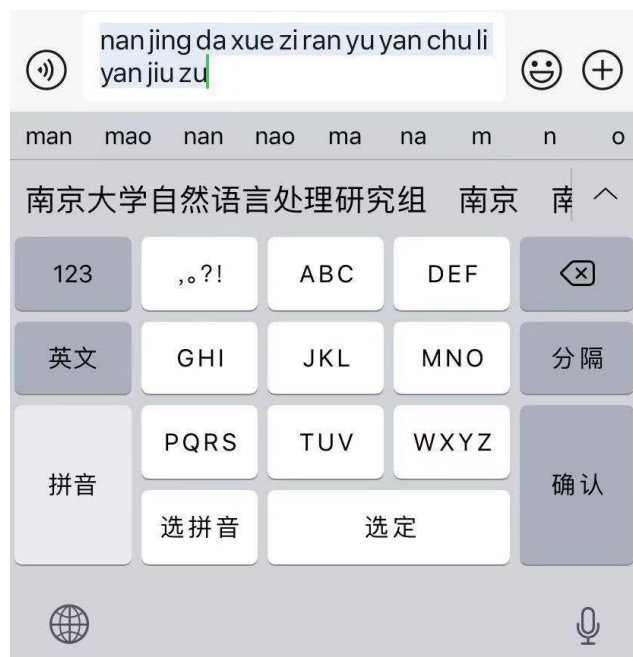 nan jing da xue zi ran yu yan chu li
yan jiu zu
man mao nan nao ma na m n o
南京大学自然语言处理研究组 南京 南
123 ,。?! ABC DEF
英文 GHI JKL MNO 分隔
PQRS TUV WXYZ
拼音 确认
选拼音 选定